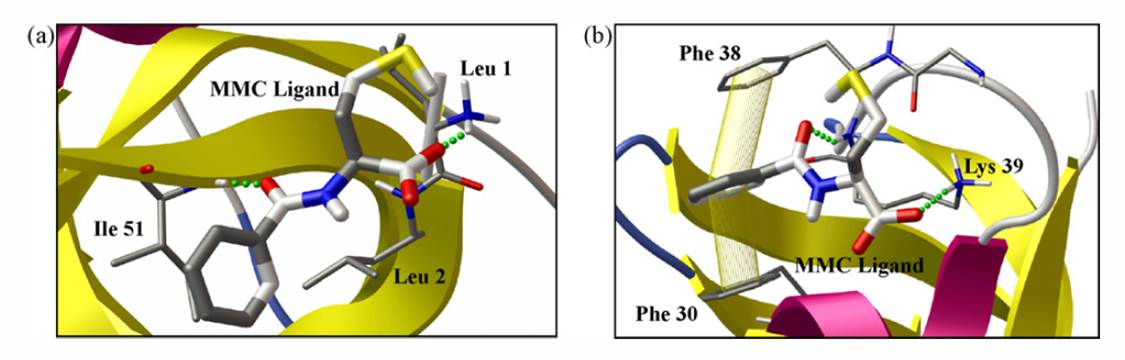 (a)
MMC Ligand
Leu 1
Ile 51
Leu 2
(b)
Phe 38
Lys 39
MMC Ligand
Phe 30